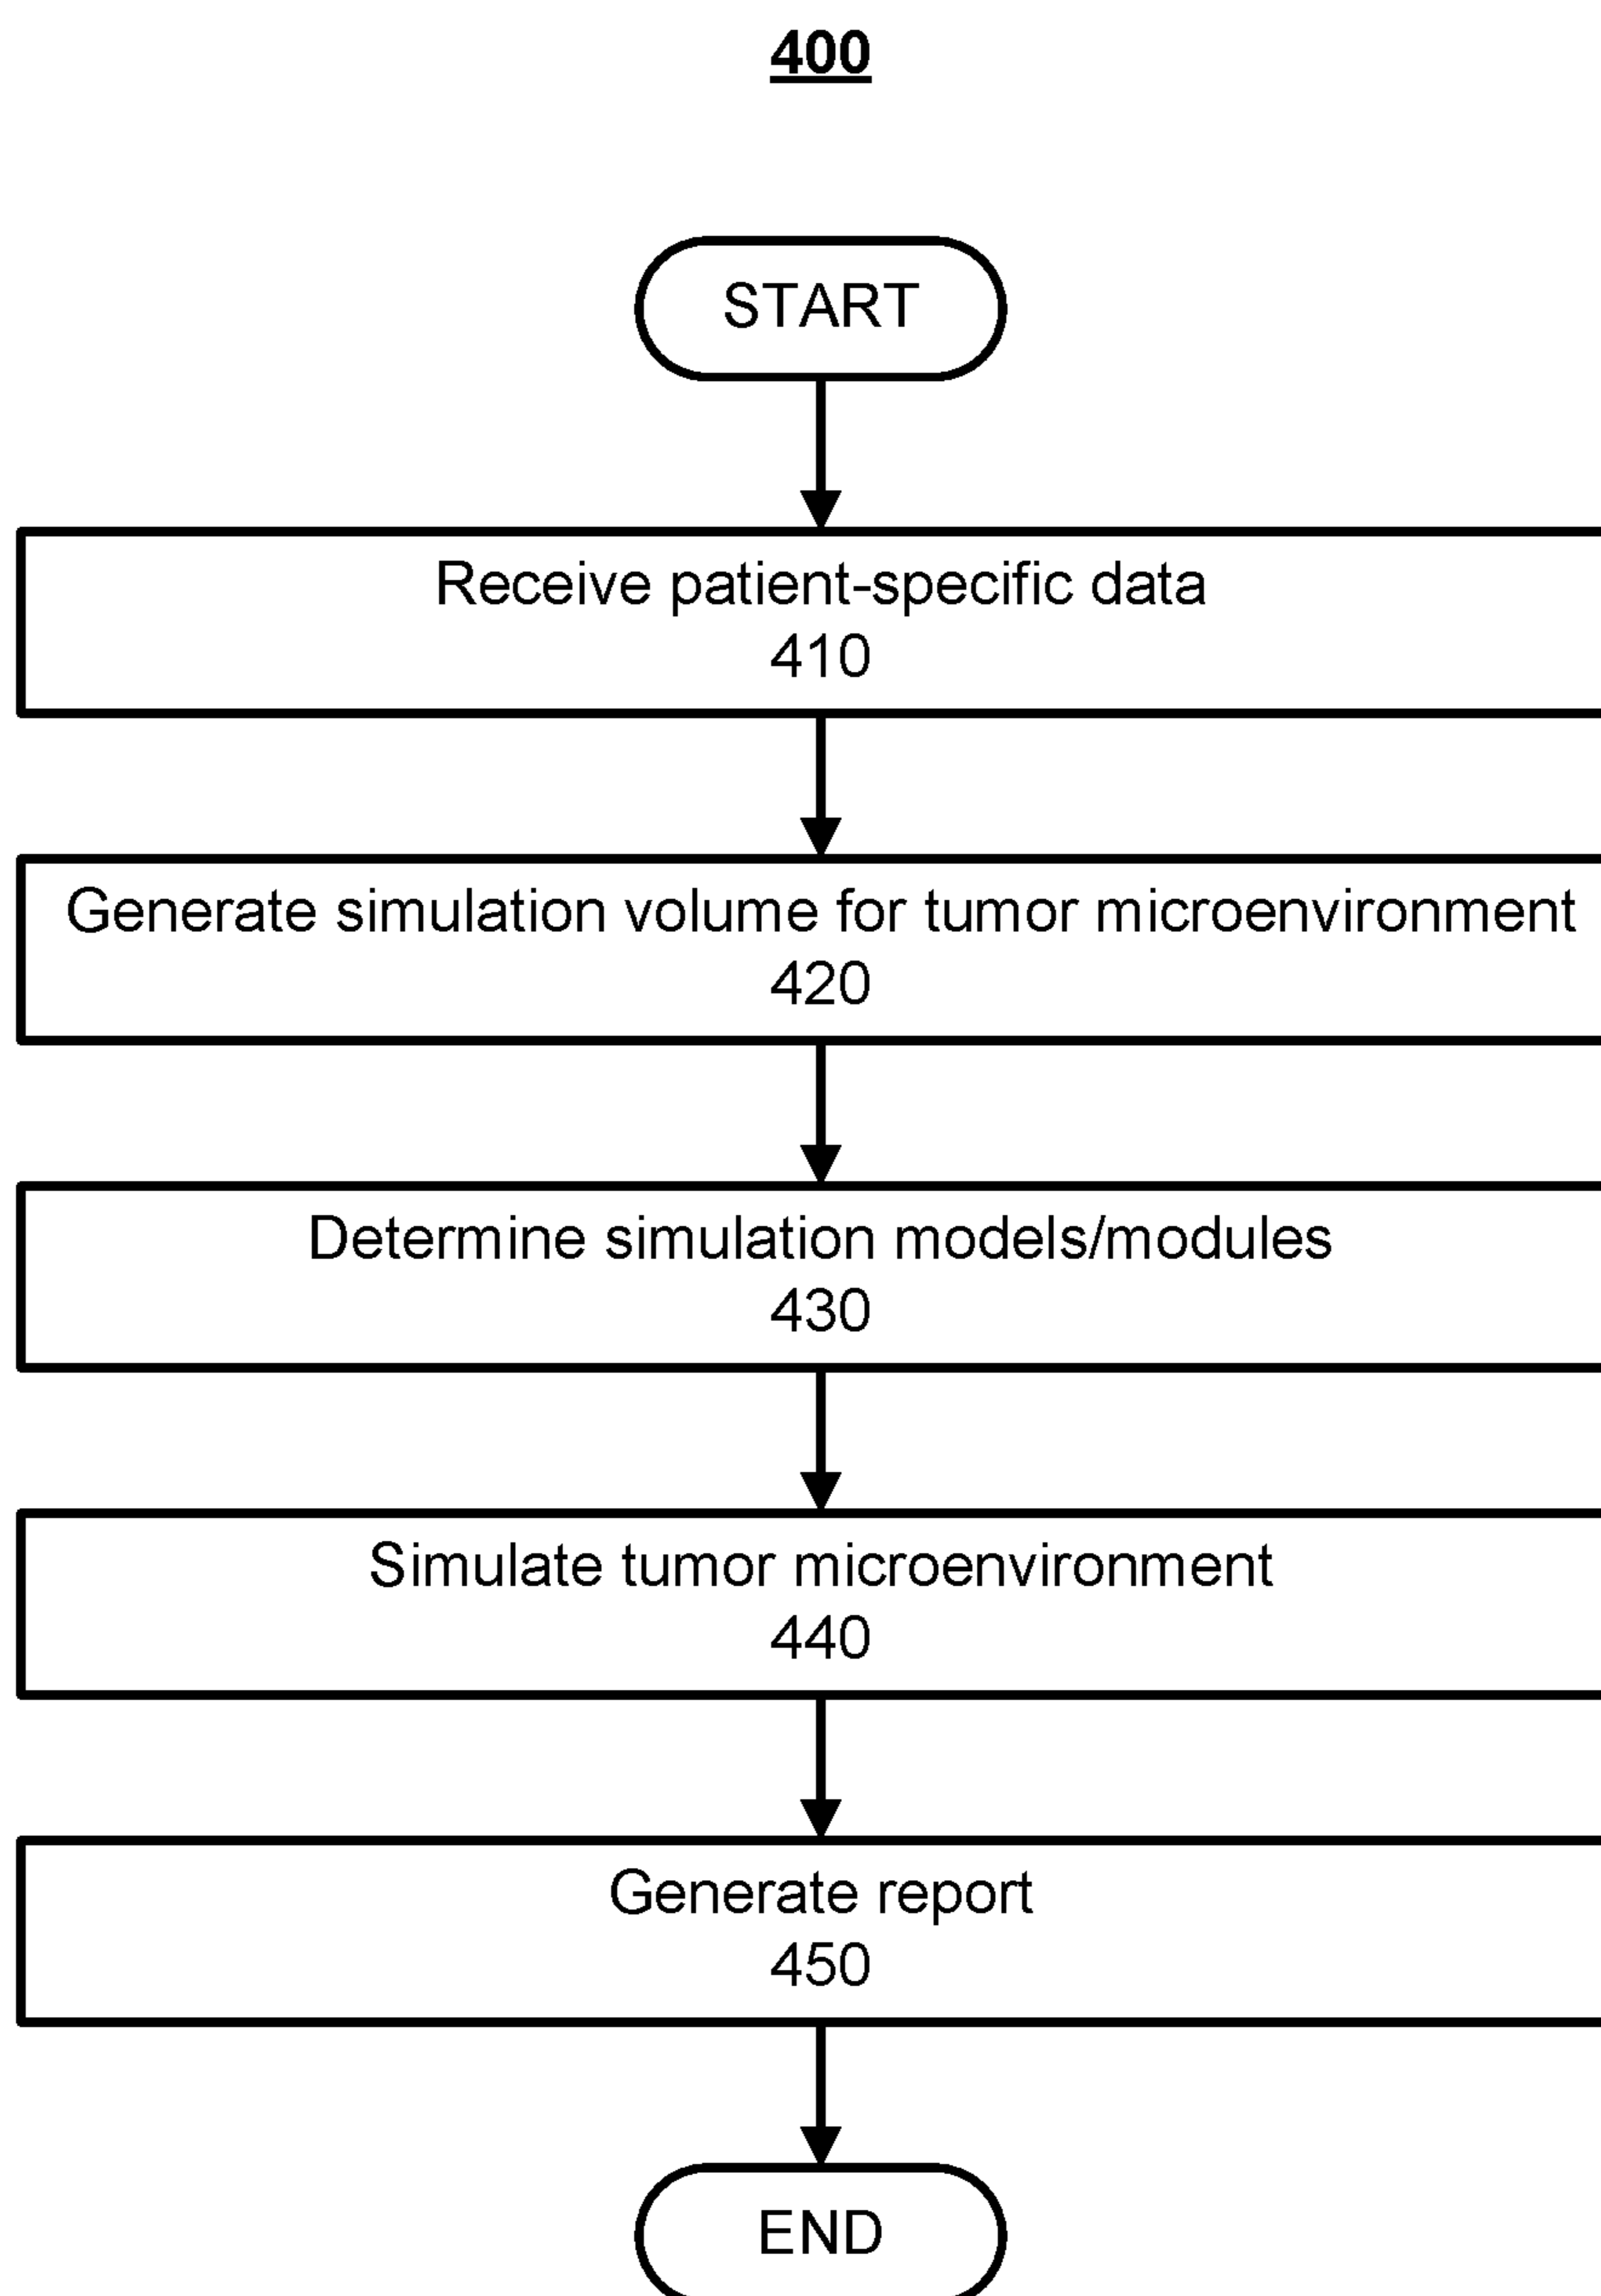 400
START
Receive patient-specific data
410
Generate simulation volume for tumor microenvironment
420
Determine simulation models/modules
430
Simulate tumor microenvironment
440
Generate report
450
END